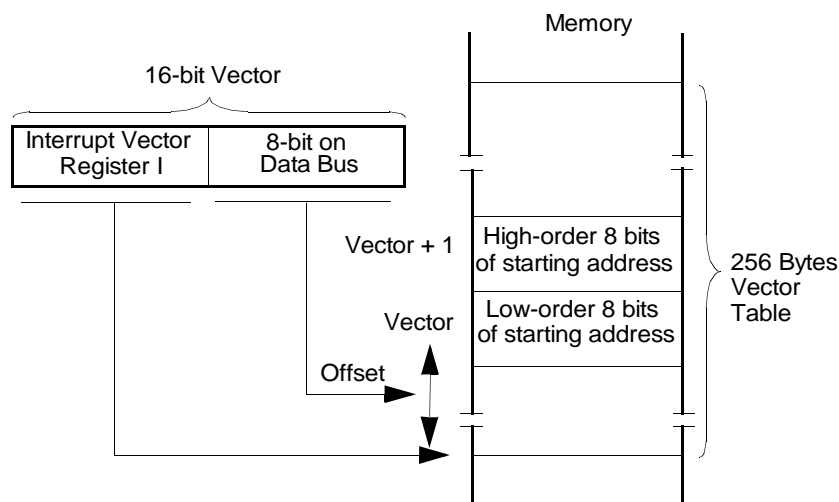 Memory
16-bit Vector
Interrupt Vector
Register I
8-bit on
Data Bus
Vector + 1
High-order 8 bits
of starting address
256 Bytes
Vector
Table
Vector
Low-order 8 bits
of starting address
Offset